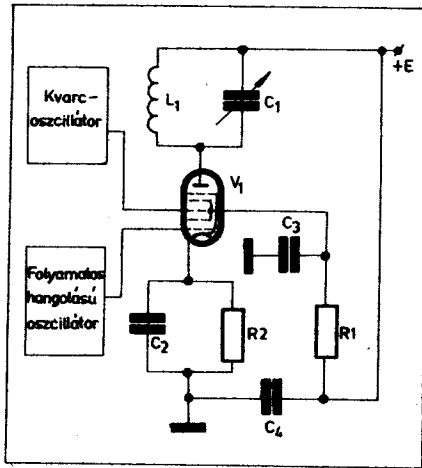 +E
L1
C1
Kvarc-
oszcillátor
V1
C3
Folyamatos
hangolású
oszcillátor
C2
R2
R1
C4